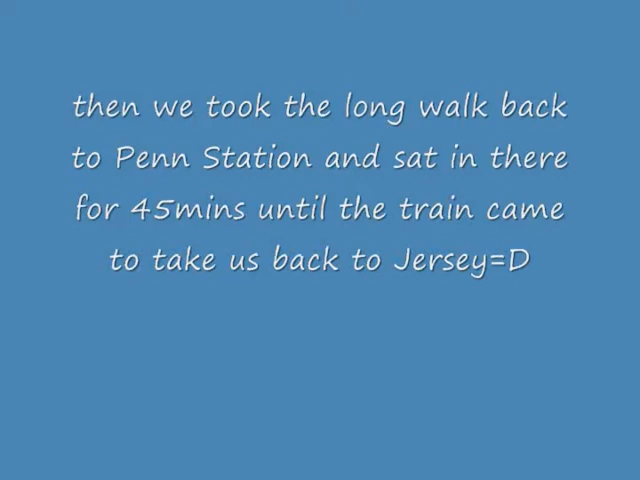 then we took the long walk back
to Penn Station and sat in there
for 45mins until the train came
to take us back to Jersey=D